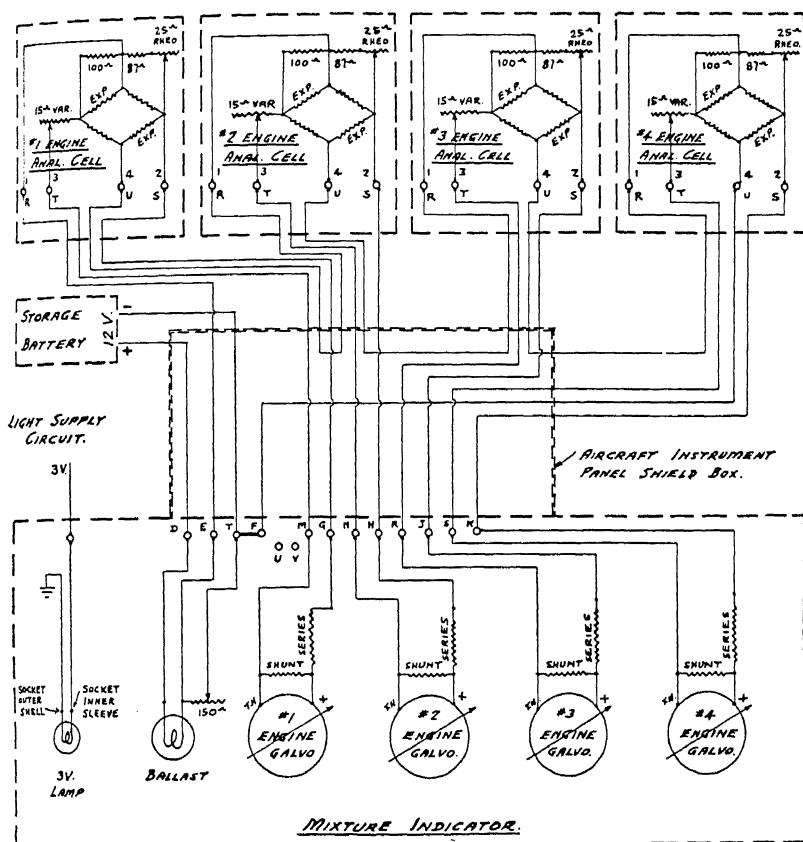 25Ω RHEO
100Ω 87Ω
15Ω VAR.
EXP.
EXP.
#1 ENGINE
ANAL. CELL
1 3 4 2
R T U S
25Ω RHEO
100Ω 87Ω
15Ω VAR
EXP.
EXP.
#2 ENGINE
ANAL. CELL
1 3 4 2
R T U S
25Ω RHEO.
100Ω 87Ω
15Ω VAR.
EXP.
EXP.
#3 ENGINE
ANAL. CELL
1 3 4 2
R T U S
25Ω RHEO.
100Ω 87Ω
15Ω VAR.
EXP.
EXP.
#4 ENGINE
ANAL. CELL
1 3 4 2
R T U S
STORAGE
BATTERY
12 V.
-
+
LIGHT SUPPLY
CIRCUIT.
3V.
AIRCRAFT INSTRUMENT
PANEL SHIELD BOX.
D E T F M G N H R J S K
U Y
SERIES
SERIES
SERIES
SERIES
SHUNT
SHUNT
SHUNT
SHUNT
SOCKET
OUTER
SHELL
SOCKET
INNER
SLEEVE
150Ω
+
+
+
+
#1
ENGINE
GALVO.
#2
ENGINE
GALVO.
#3
ENGINE
GALVO.
#4
ENGINE
GALVO.
3V.
LAMP
BALLAST
MIXTURE INDICATOR.